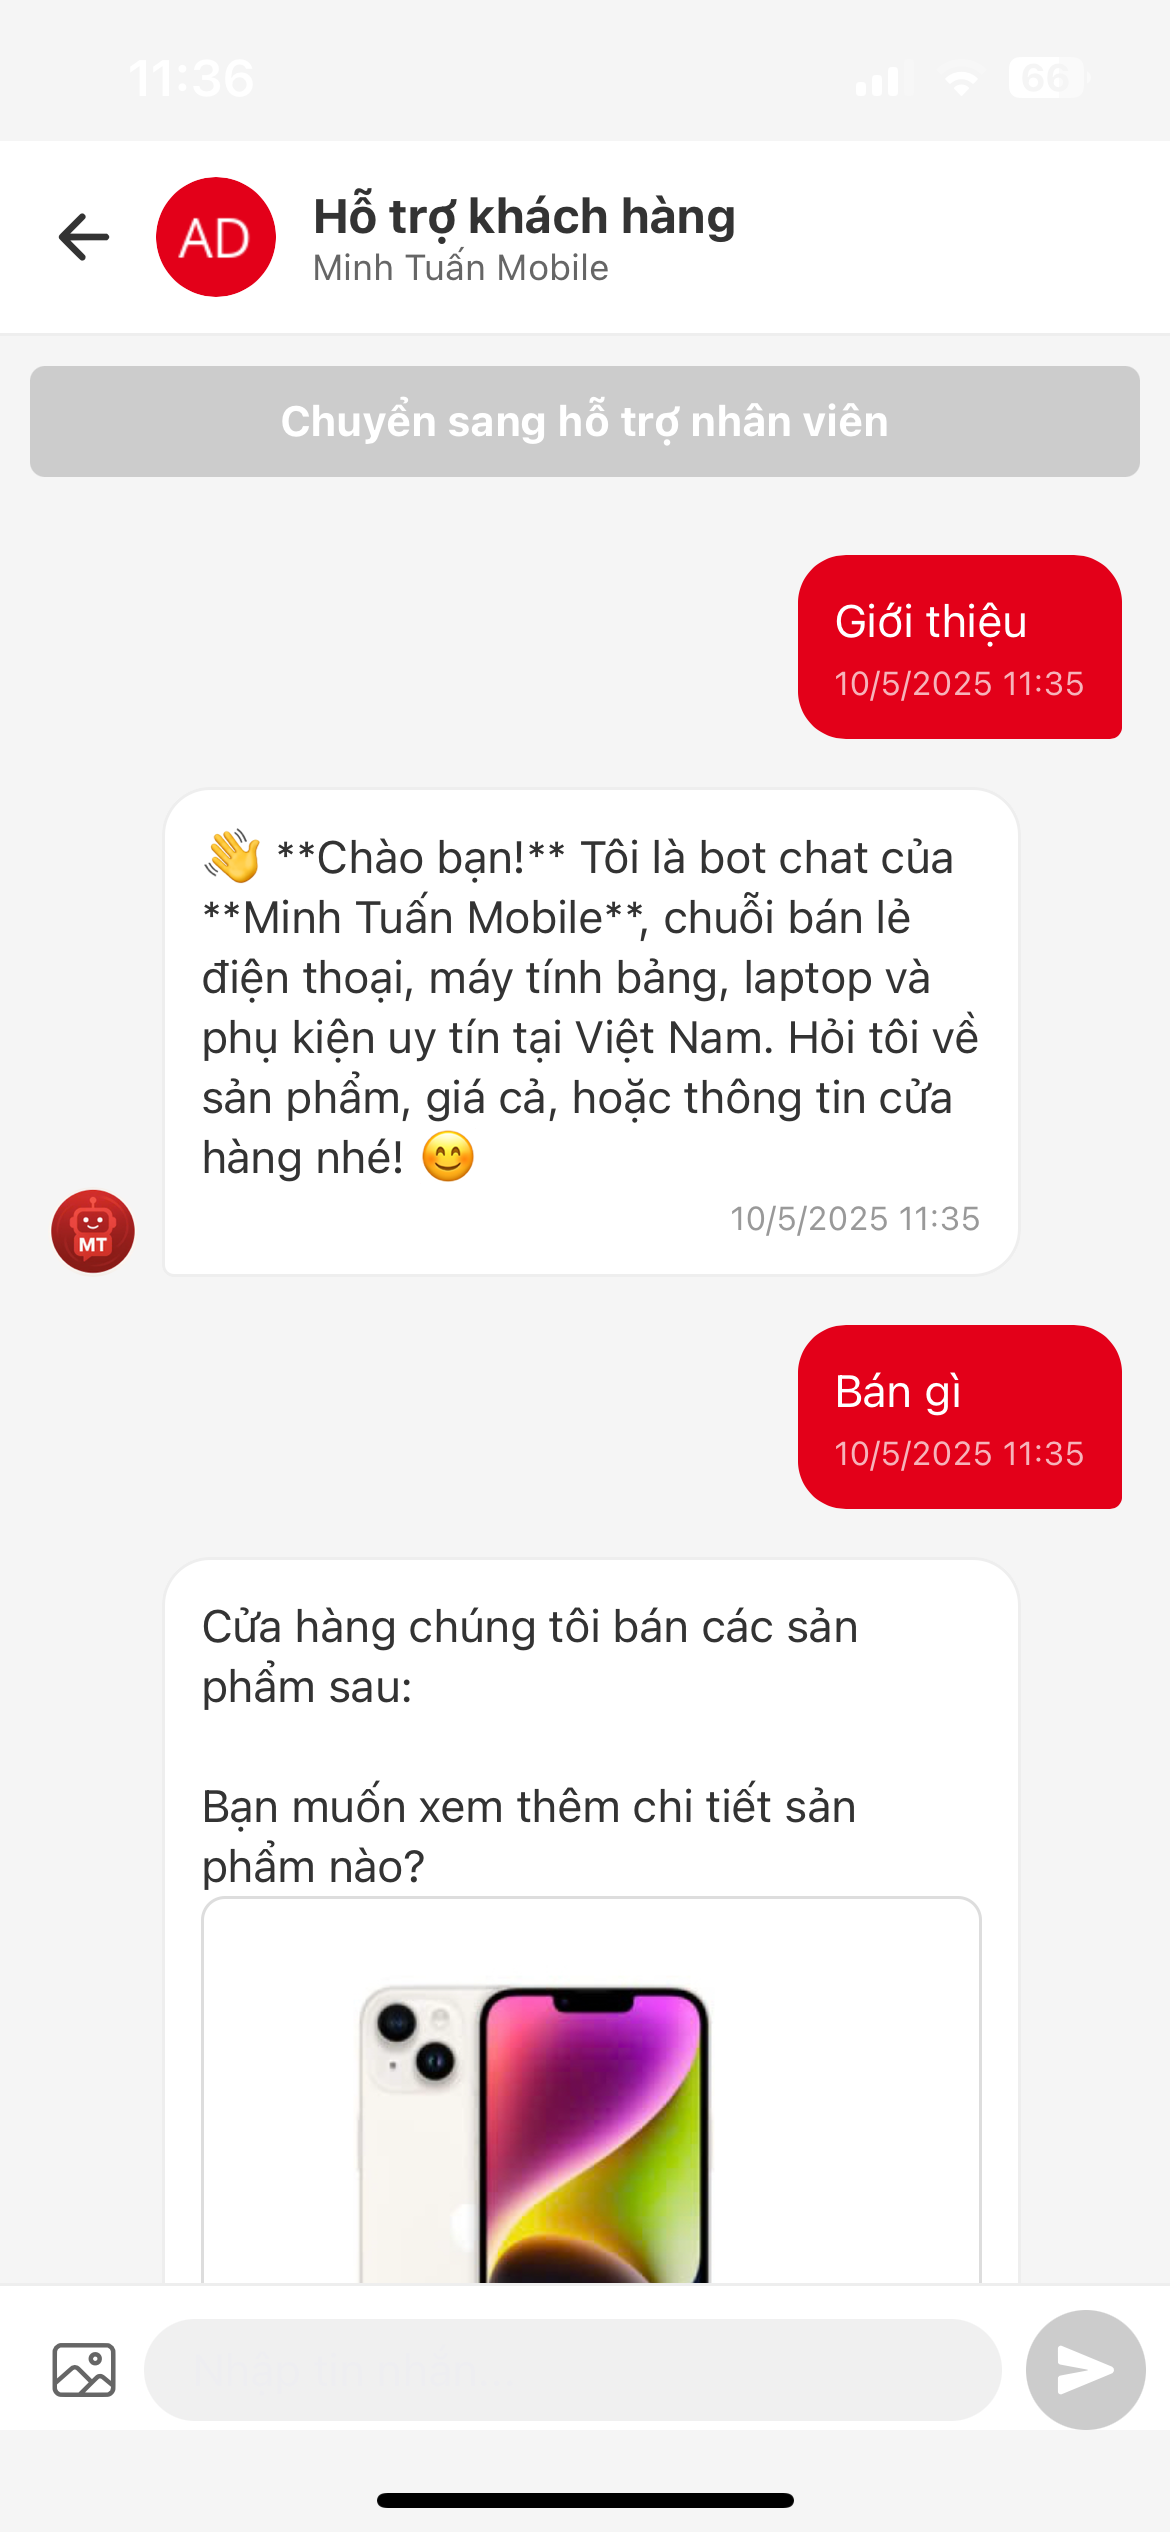 11:36
66
AD
Hỗ trợ khách hàng
Minh Tuấn Mobile
Chuyển sang hỗ trợ nhân viên
Giới thiệu
10/5/2025 11:35
👋 **Chào bạn!** Tôi là bot chat của
**Minh Tuấn Mobile**, chuỗi bán lẻ
điện thoại, máy tính bảng, laptop và
phụ kiện uy tín tại Việt Nam. Hỏi tôi về
sản phẩm, giá cả, hoặc thông tin cửa
hàng nhé! 😊
10/5/2025 11:35
MT
Bán gì
10/5/2025 11:35
Cửa hàng chúng tôi bán các sản
phẩm sau:
Bạn muốn xem thêm chi tiết sản
phẩm nào?
Nhập tin nhắn